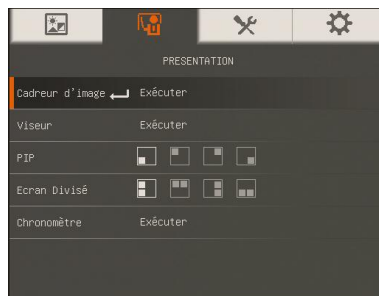 PRESENTATION
Cadreur d'image Exécuter
Viseur Exécuter
PIP
Ecran Divisé
Chronomètre Exécuter